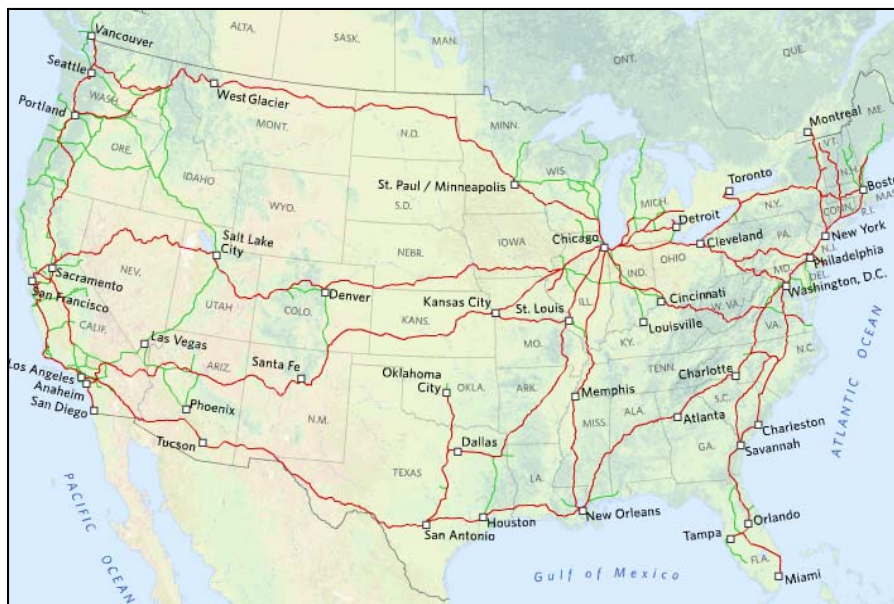 ALTA.
SASK.
MAN.
ONT.
QUE.
Vancouver
Seattle
WASH.
Portland
ORE.
IDAHO
West Glacier
MONT.
N.D.
MINN.
S.D.
WYO.
St. Paul / Minneapolis
WIS.
MICH.
Montreal
ME.
VT.
N.H.
Boston
MASS.
CONN.
R.I.
Toronto
N.Y.
Detroit
Chicago
Cleveland
New York
PA.
N.J.
Philadelphia
MD.
DEL.
Washington, D.C.
IOWA
NEBR.
Salt Lake
City
NEV.
Sacramento
San Francisco
CALIF.
UTAH
Denver
COLO.
KANS.
Kansas City
St. Louis
ILL.
IND.
OHIO
Cincinnati
W. VA.
VA.
Louisville
KY.
MO.
Las Vegas
ARIZ.
Santa Fe
Los Angeles
Anaheim
San Diego
Phoenix
Tucson
N.M.
Oklahoma
City
OKLA.
ARK.
TENN.
Memphis
N.C.
Charlotte
S.C.
Atlanta
Charleston
Savannah
GA.
ALA.
MISS.
LA.
Dallas
TEXAS
San Antonio
Houston
New Orleans
Orlando
Tampa
FLA.
Miami
PACIFIC OCEAN
Gulf of Mexico
ATLANTIC OCEAN